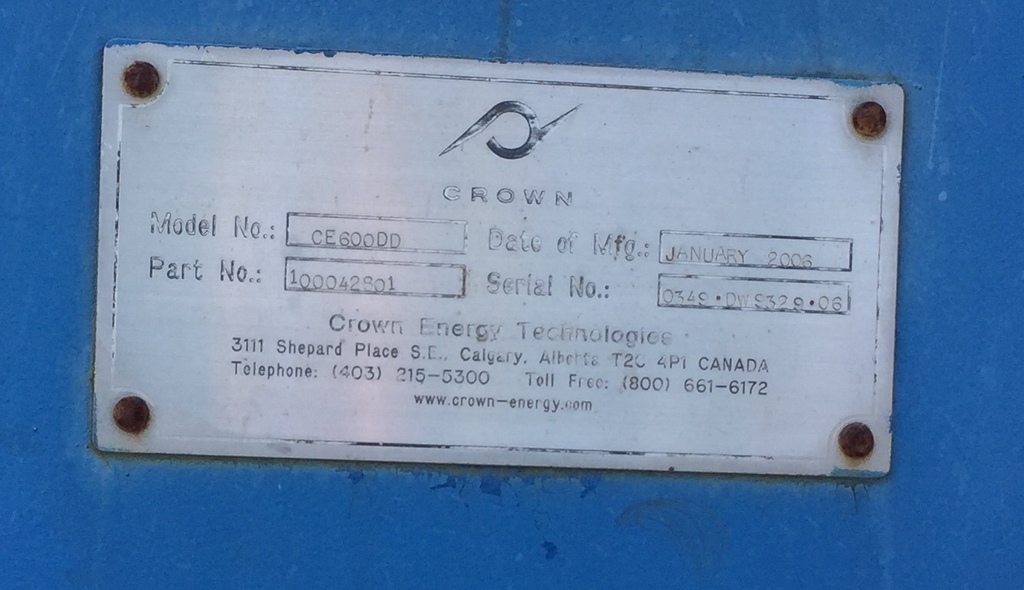 CROWN
Model No.: CE600DD Date of Mfg.: JANUARY 2006
Part No.: Serial No.:
Crown Energy Technologies
3111 Shepard Place S.E., Calgary, Alberta T2C 4P1 CANADA
Telephone: (403) 215-5300 Toll Free: (800) 661-6172
www.crown-energy.com